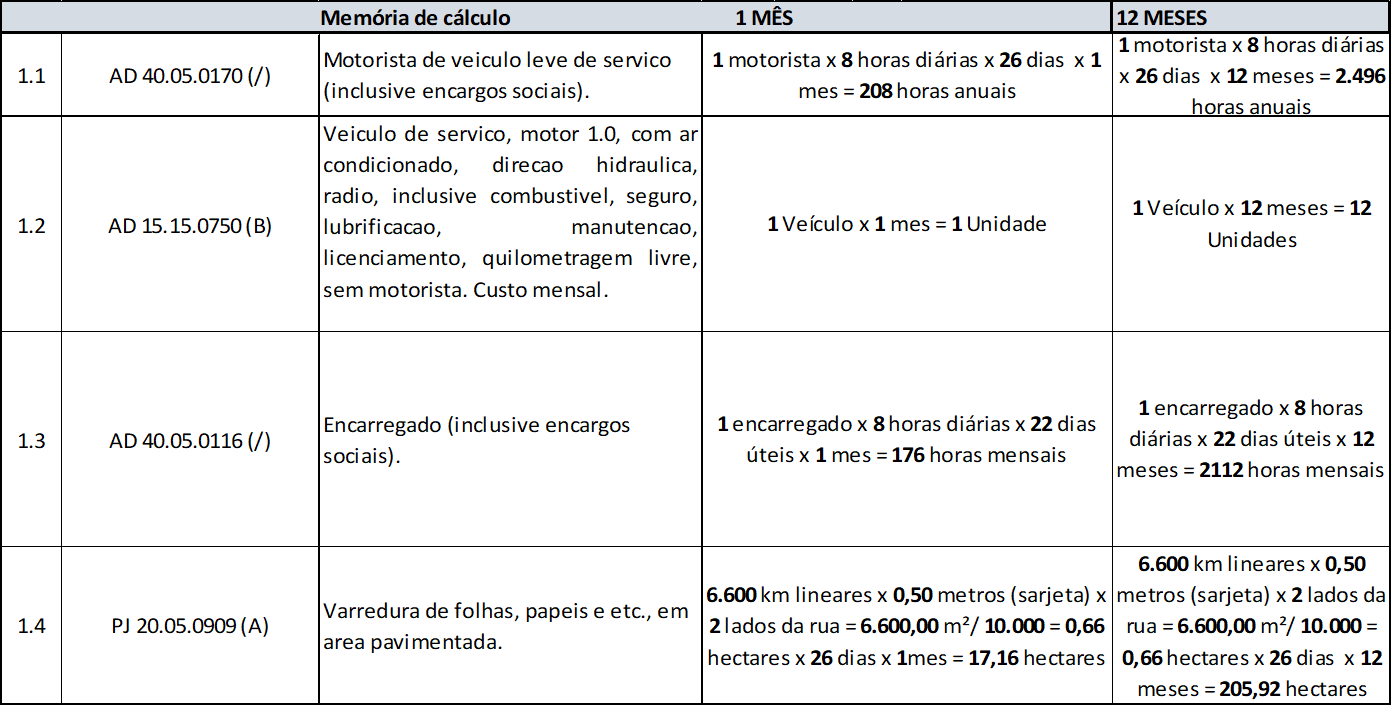 Memória de cálculo 1 MÊS 12 MESES
1.1
AD 40.05.0170 (/)
Motorista de veiculo leve de servico
(inclusive encargos sociais).
1 motorista x 8 horas diárias x 26 dias x 1
mes = 208 horas anuais
1 motorista x 8 horas diárias
x 26 dias x 12 meses = 2.496
horas anuais
1.2
AD 15.15.0750 (B)
Veiculo de servico, motor 1.0, com ar
condicionado, direcao hidraulica,
radio, inclusive combustivel, seguro,
lubrificacao, manutencao,
licenciamento, quilometragem livre,
sem motorista. Custo mensal.
1 Veículo x 1 mes = 1 Unidade
1 Veículo x 12 meses = 12
Unidades
1.3
AD 40.05.0116 (/)
Encarregado (inclusive encargos
sociais).
1 encarregado x 8 horas diárias x 22 dias
úteis x 1 mes = 176 horas mensais
1 encarregado x 8 horas
diárias x 22 dias úteis x 12
meses = 2112 horas mensais
1.4
PJ 20.05.0909 (A)
Varredura de folhas, papeis e etc., em
area pavimentada.
6.600 km lineares x 0,50 metros (sarjeta) x
2 lados da rua = 6.600,00 m²/ 10.000 = 0,66
hectares x 26 dias x 1mes = 17,16 hectares
6.600 km lineares x 0,50
metros (sarjeta) x 2 lados da
rua = 6.600,00 m²/ 10.000 =
0,66 hectares x 26 dias x 12
meses = 205,92 hectares